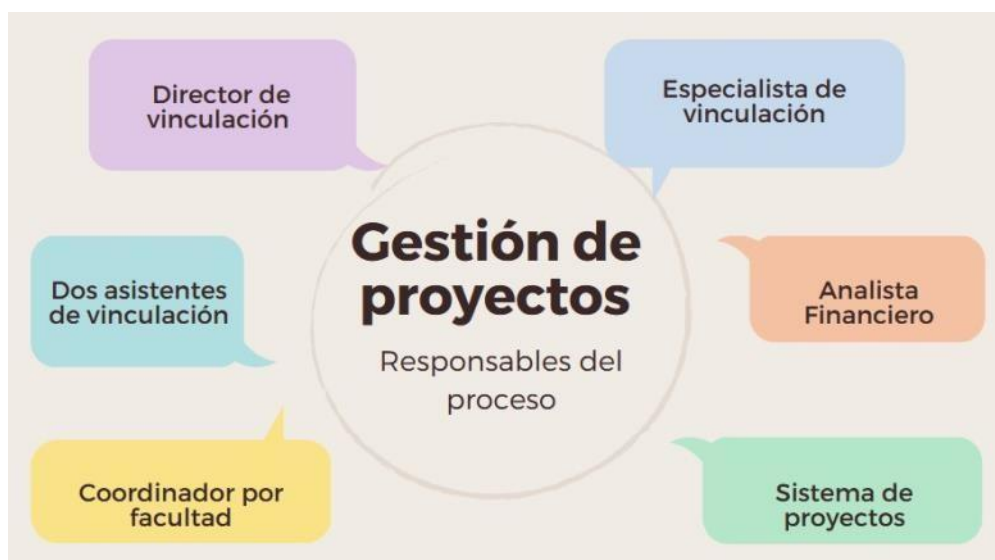 Director de
vinculación
Especialista de
vinculación
Gestión de
proyectos
Responsables del
proceso
Dos asistentes
de vinculación
Analista
Financiero
Coordinador por
facultad
Sistema de
proyectos